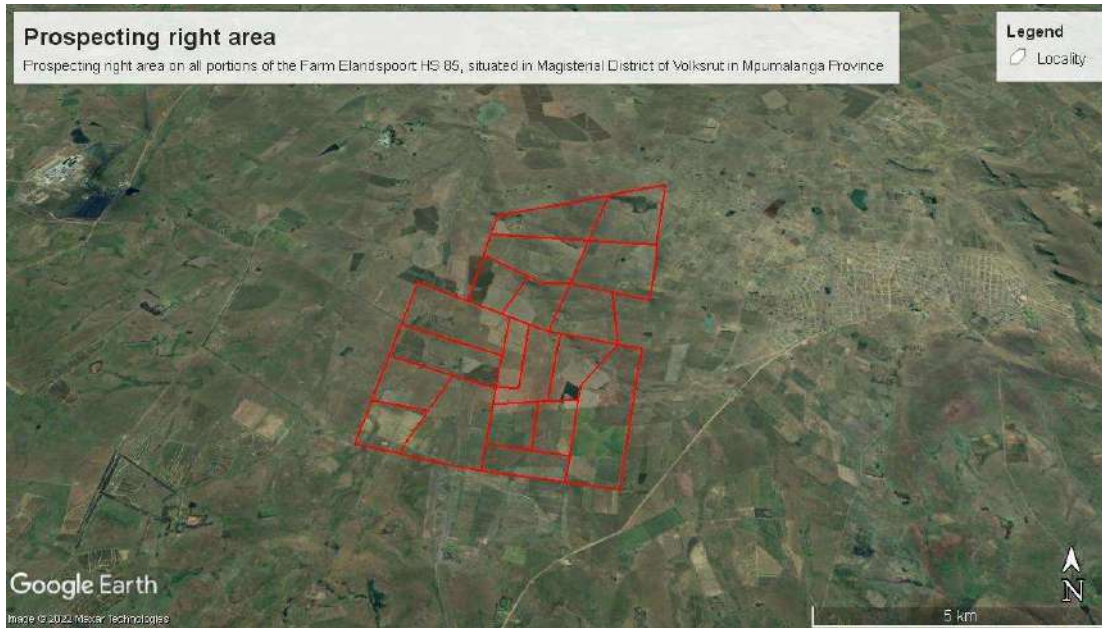 Prospecting right area
Prospecting right area on all portions of the Farm Elandspoort HS 85, situated in Magisterial District of Volksrut in Mpumalanga Province
Legend
Locality
Google Earth
Image © 2022 Maxar Technologies
5 km
N